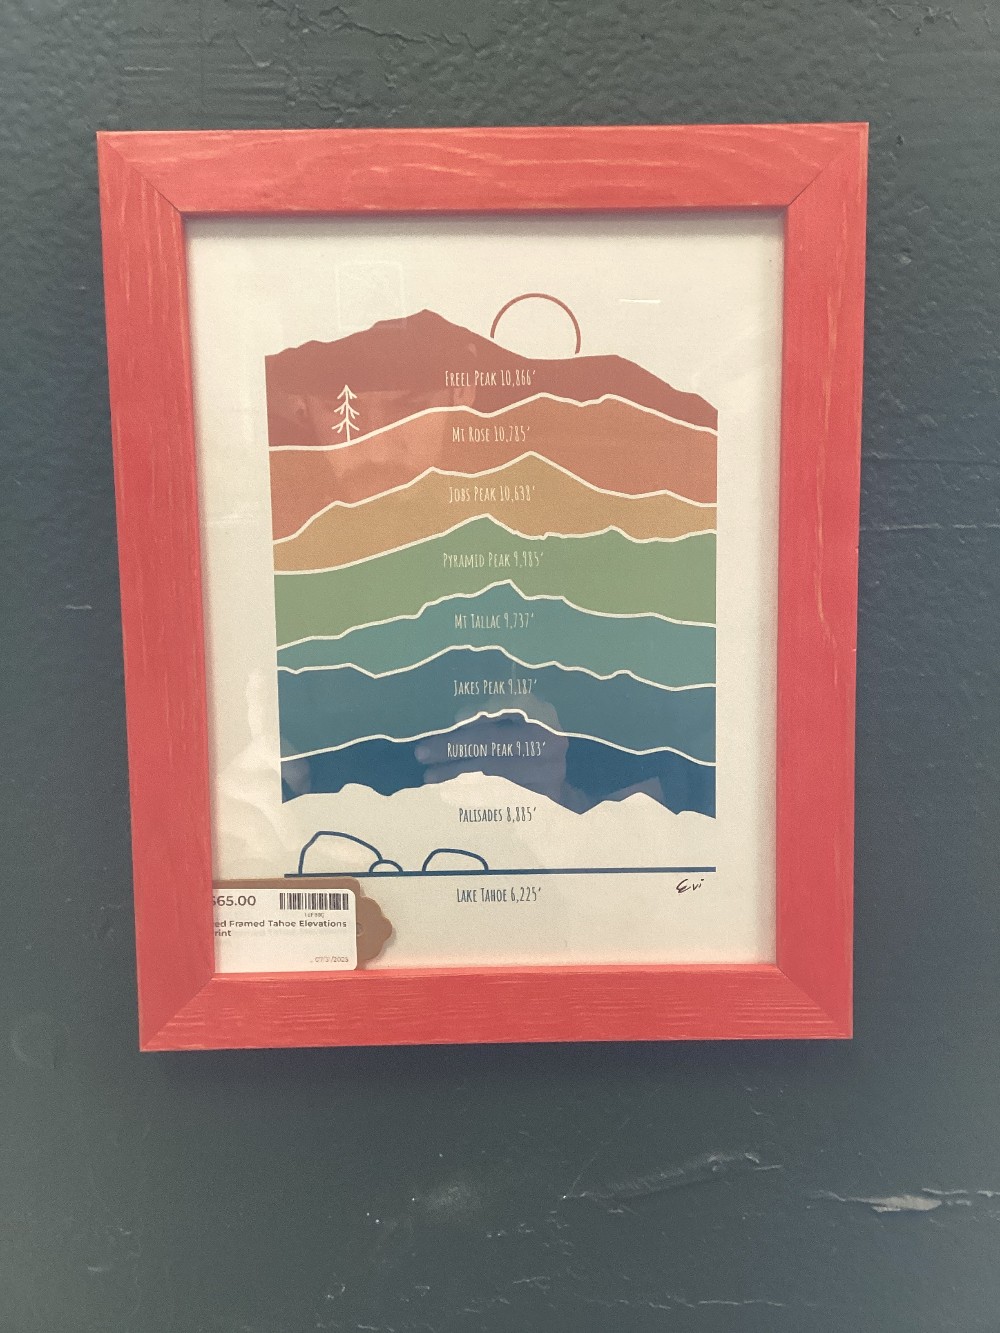 Freel Peak 10,866'
Mt Rose 10,785'
Jobs Peak 10,638'
Pyramid Peak 9,985'
Mt Tallac 9,737'
Jakes Peak 9,187'
Rubicon Peak 9,183'
Palisades 8,885'
Evi
Lake Tahoe 6,225'
$65.00
ed Framed Tahoe Elevations
rint